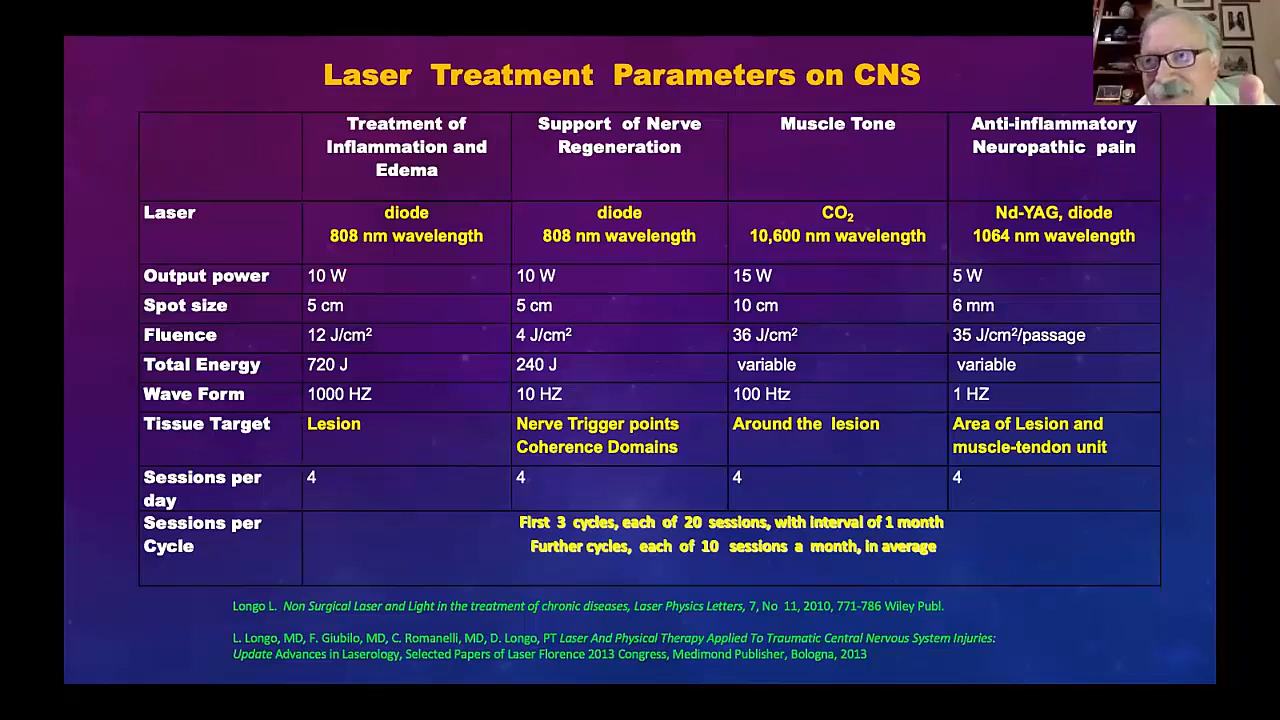 Laser Treatment Parameters on CNS
Treatment of Inflammation and Edema
Support of Nerve Regeneration
Muscle Tone
Anti-inflammatory Neuropathic pain
Laser
diode
808 nm wavelength
diode
808 nm wavelength
CO₂
10,600 nm wavelength
Nd-YAG, diode
1064 nm wavelength
Output power 10 W 10 W 15 W 5 W
Spot size 5 cm 5 cm 10 cm 6 mm
Fluence 12 J/cm² 4 J/cm² 36 J/cm² 35 J/cm²/passage
Total Energy 720 J 240 J variable variable
Wave Form 1000 HZ 10 HZ 100 Htz 1 HZ
Tissue Target
Lesion
Nerve Trigger points
Coherence Domains
Around the lesion
Area of Lesion and
muscle-tendon unit
Sessions per
day
4 4 4 4
Sessions per
Cycle
First 3 cycles, each of 20 sessions, with interval of 1 month
Further cycles, each of 10 sessions a month, in average
Longo L. Non Surgical Laser and Light in the treatment of chronic diseases, Laser Physics Letters, 7, No 11, 2010, 771-786 Wiley Publ.
L. Longo, MD, F. Giubilo, MD, C. Romanelli, MD, D. Longo, PT Laser And Physical Therapy Applied To Traumatic Central Nervous System Injuries:
Update Advances in Laserology, Selected Papers of Laser Florence 2013 Congress, Medimond Publisher, Bologna, 2013